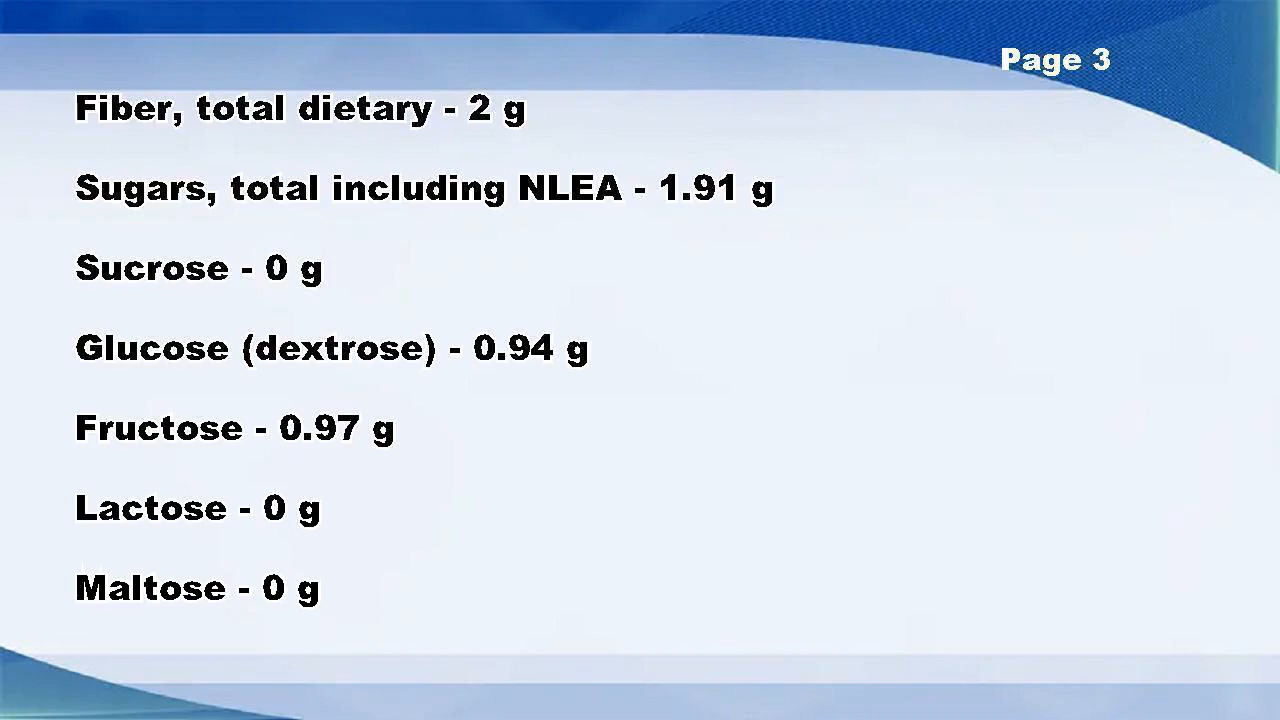 Page 3
Fiber, total dietary - 2 g
Sugars, total including NLEA - 1.91 g
Sucrose - 0 g
Glucose (dextrose) - 0.94 g
Fructose - 0.97 g
Lactose - 0 g
Maltose - 0 g